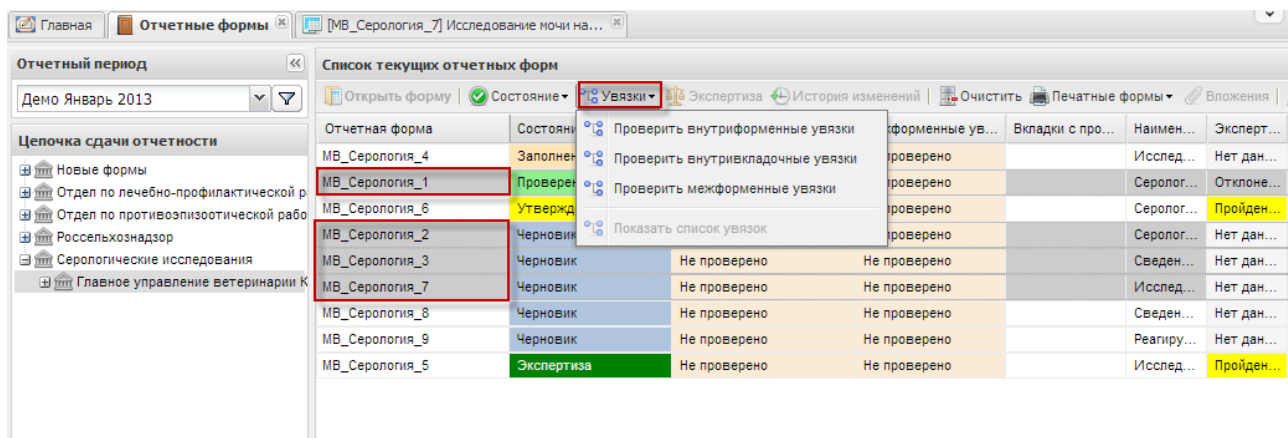 Главная
Отчетные формы
[МВ_Серология_7] Исследование мочи на...
Отчетный период
Демо Январь 2013
Цепочка сдачи отчетности
Новые формы
Отдел по лечебно-профилактической р
Отдел по противоэпизоотической рабо
Россельхознадзор
Серологические исследования
Главное управление ветеринарии К
Список текущих отчетных форм
Открыть форму Состояние Увязки Экспертиза История изменений Очистить Печатные формы Вложения
Отчетная форма Состояни кформенные ув... Вкладки с про... Наимен... Эксперт...
МВ_Серология_4 Заполнен проверено Исслед... Нет дан...
МВ_Серология_1 Проверен проверено Серолог... Отклоне...
МВ_Серология_6 Утвержд проверено Серолог... Пройден...
МВ_Серология_2 Черновик проверено Серолог... Нет дан...
МВ_Серология_3 Черновик Не проверено Не проверено Сведен... Нет дан...
МВ_Серология_7 Черновик Не проверено Не проверено Исслед... Нет дан...
МВ_Серология_8 Черновик Не проверено Не проверено Сведен... Нет дан...
МВ_Серология_9 Черновик Не проверено Не проверено Реагиру... Нет дан...
МВ_Серология_5 Экспертиза Не проверено Не проверено Исслед... Пройден...
Проверить внутриформенные увязки
Проверить внутривкладочные увязки
Проверить межформенные увязки
Показать список увязок